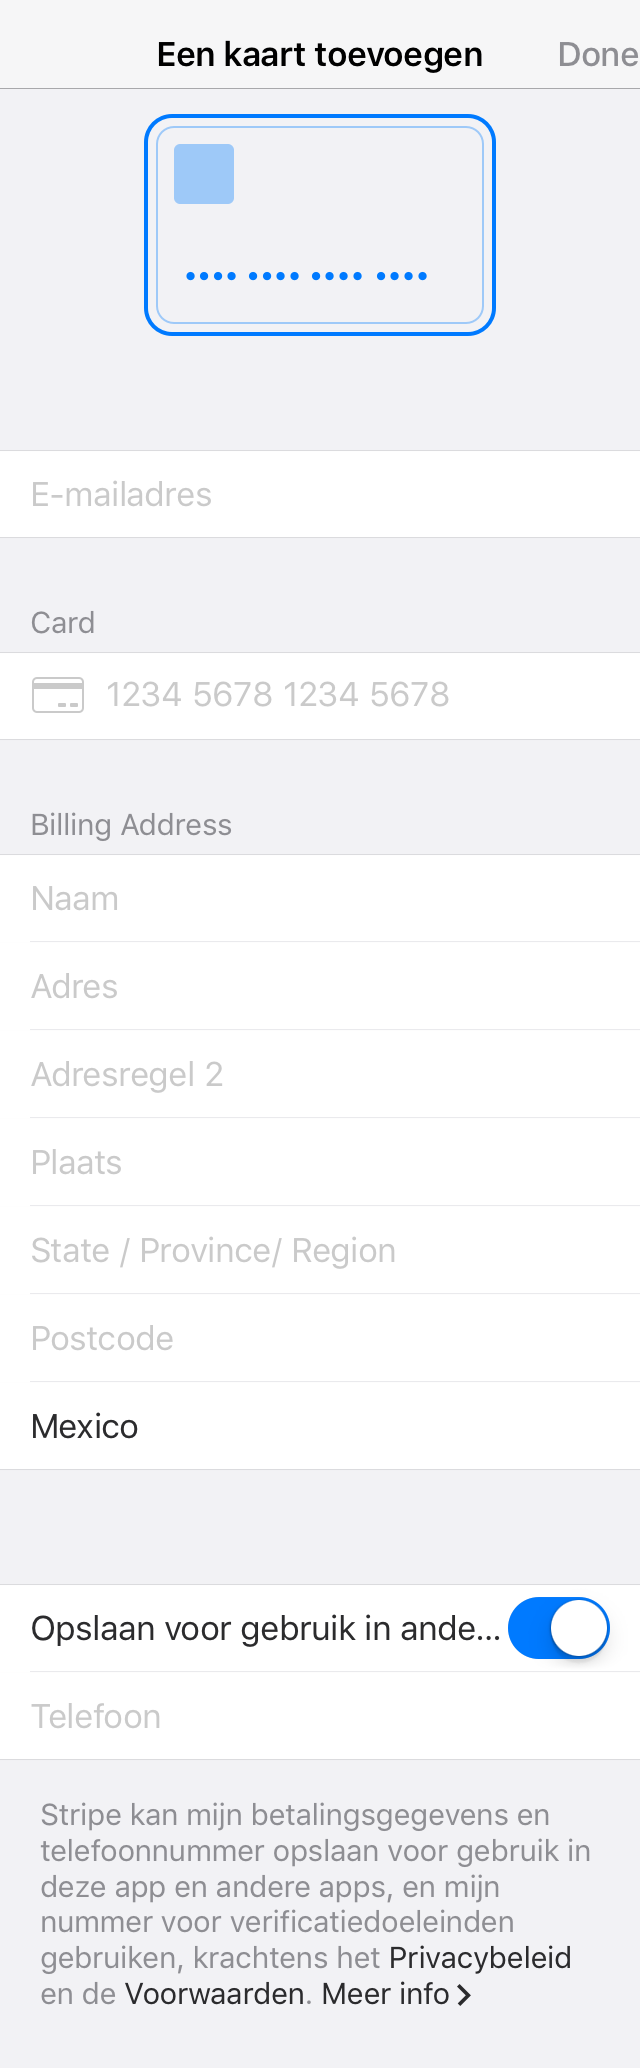 Een kaart toevoegen Done
•••• •••• •••• ••••
E-mailadres
Card
1234 5678 1234 5678
Billing Address
Naam
Adres
Adresregel 2
Plaats
State / Province/ Region
Postcode
Mexico
Opslaan voor gebruik in ande...
Telefoon
Stripe kan mijn betalingsgegevens en
telefoonnummer opslaan voor gebruik in
deze app en andere apps, en mijn
nummer voor verificatiedoeleinden
gebruiken, krachtens het Privacybeleid
en de Voorwaarden. Meer info